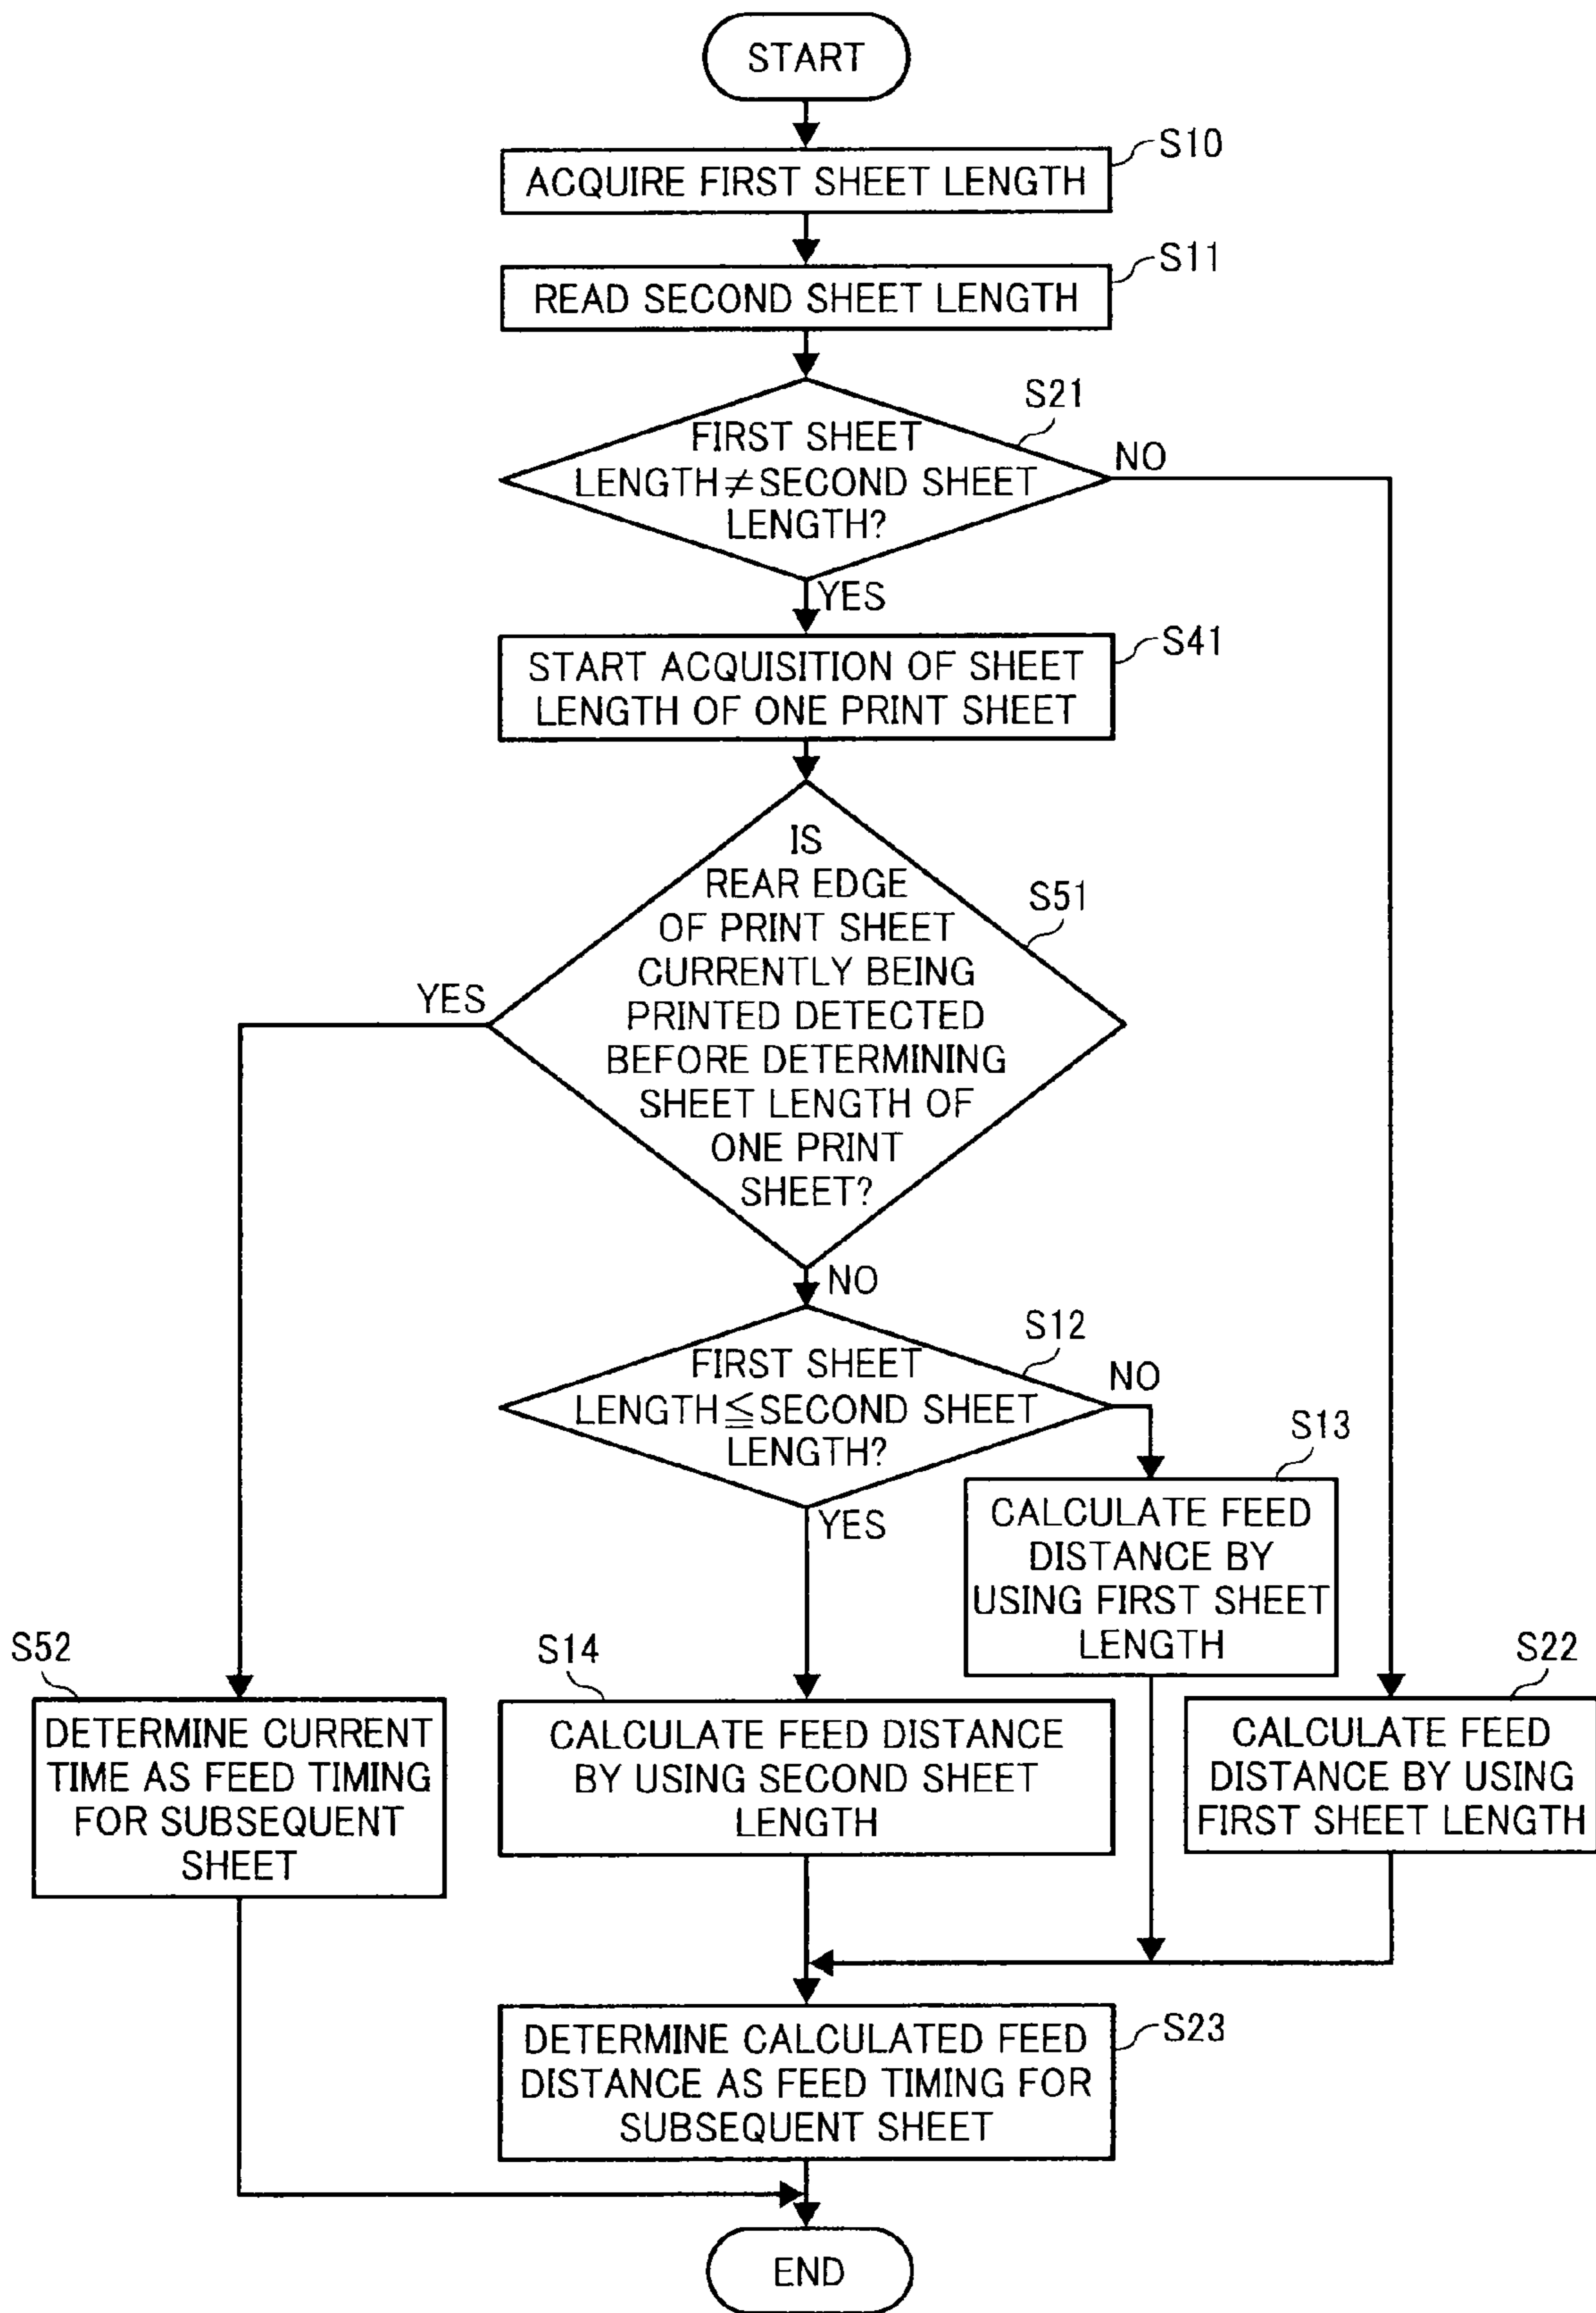 START
S10
ACQUIRE FIRST SHEET LENGTH
S11
READ SECOND SHEET LENGTH
S21
FIRST SHEET
LENGTH≠SECOND SHEET
LENGTH?
NO
YES
S41
START ACQUISITION OF SHEET
LENGTH OF ONE PRINT SHEET
S51
IS
REAR EDGE
OF PRINT SHEET
CURRENTLY BEING
PRINTED DETECTED
BEFORE DETERMINING
SHEET LENGTH OF
ONE PRINT
SHEET?
YES
NO
S12
FIRST SHEET
LENGTH≦SECOND SHEET
LENGTH?
NO
YES
S13
CALCULATE FEED
DISTANCE BY
USING FIRST SHEET
LENGTH
S52
DETERMINE CURRENT
TIME AS FEED TIMING
FOR SUBSEQUENT
SHEET
S14
CALCULATE FEED DISTANCE
BY USING SECOND SHEET
LENGTH
S22
CALCULATE FEED
DISTANCE BY USING
FIRST SHEET LENGTH
S23
DETERMINE CALCULATED FEED
DISTANCE AS FEED TIMING FOR
SUBSEQUENT SHEET
END